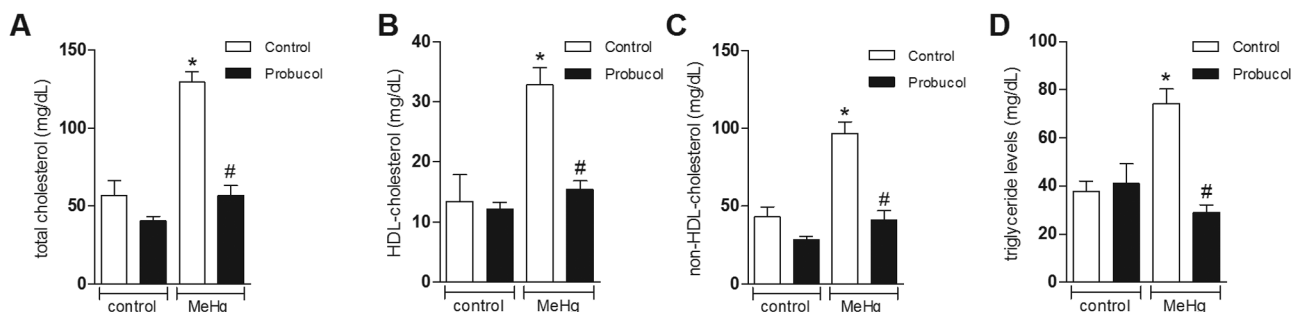 A
total cholesterol (mg/dL)
150
100
50
0
*
#
Control
Probucol
control
MeHg
B
HDL-cholesterol (mg/dL)
40
30
20
10
0
*
#
Control
Probucol
control
MeHg
C
non-HDL-cholesterol (mg/dL)
150
100
50
0
*
#
Control
Probucol
control
MeHg
D
triglyceride levels (mg/dL)
100
80
60
40
20
0
*
#
Control
Probucol
control
MeHg